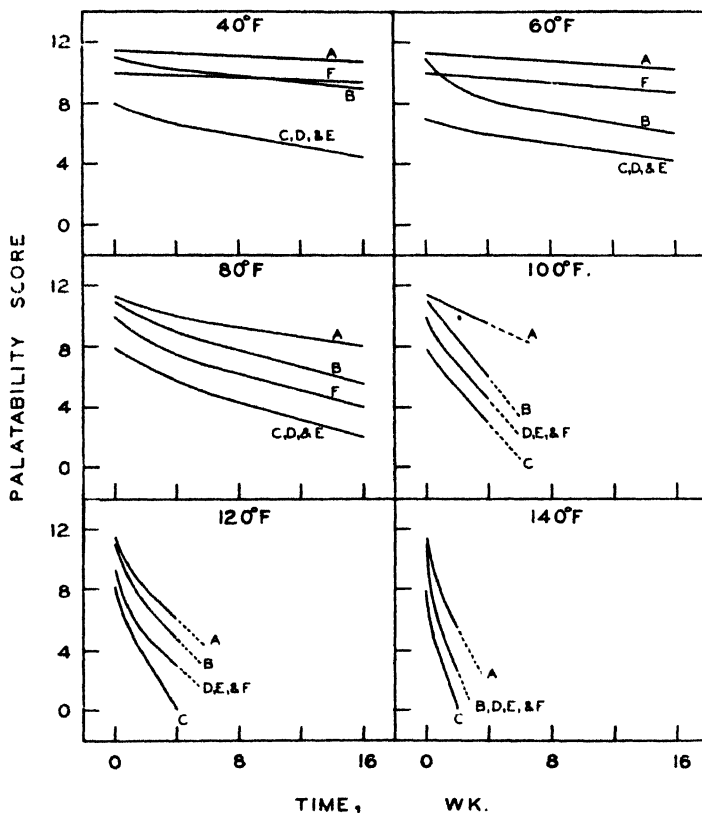 40°F
60°F
12
8
4
0
A
F
B
C, D, & E
A
F
B
C, D, & E
PALATABILITY SCORE
80°F
100°F.
12
8
4
0
A
B
F
C, D, & E
A
B
D, E, & F
C
120°F
140°F
12
8
4
0
A
B
D, E, & F
C
A
B, D, E, & F
C
0
8
16
0
8
16
TIME, WK.